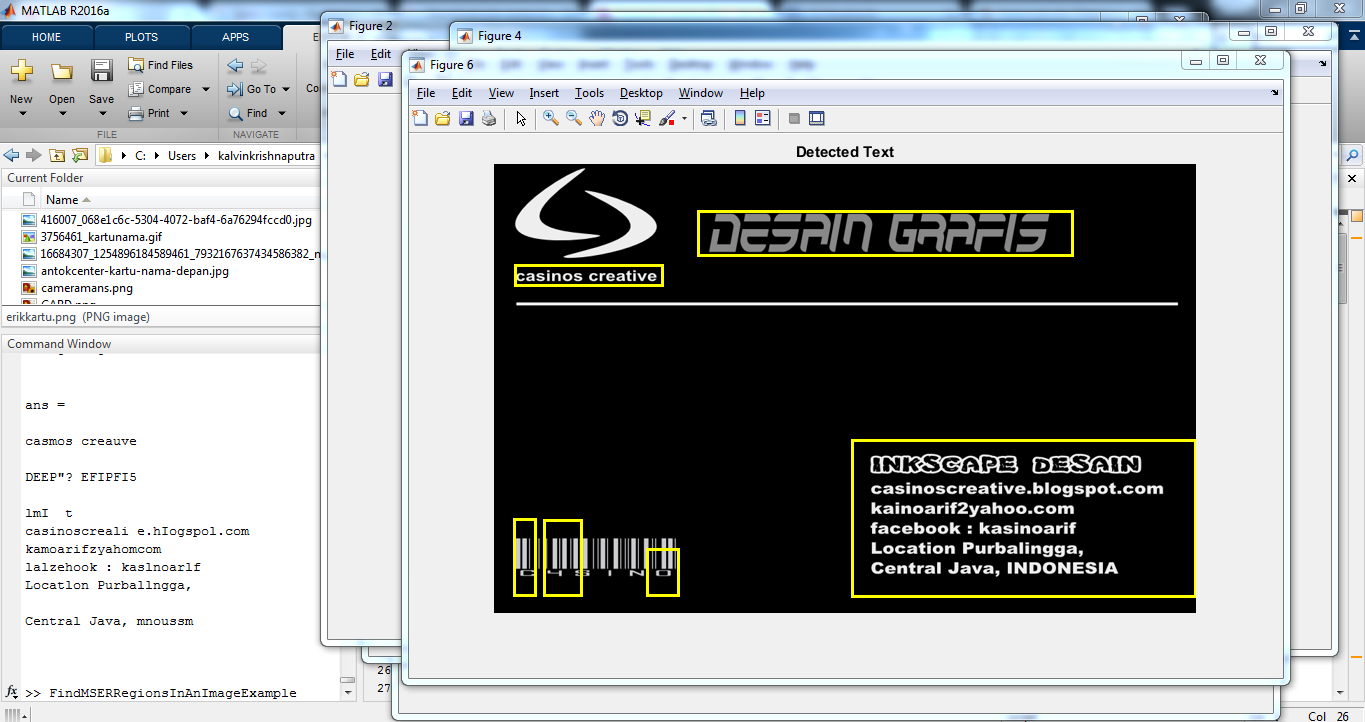 MATLAB R2016a
HOME PLOTS APPS E
New Open Save Find Files Compare Print Go To Find Co
FILE NAVIGATE
C: Users kalvinkrishnaputra
Current Folder
Name
416007_068e1c6c-5304-4072-baf4-6a76294fccd0.jpg
3756461_kartunama.gif
16684307_1254896184589461_7932167637434586382_n
antokcenter-kartu-nama-depan.jpg
cameramans.png
CARD.png
erikkartu.png (PNG image)
Command Window
ans =
casmos creauve
DEEP"? EFIPFI5
lmI t
casinoscreali e.hIogspol.com
kamoarifzyahomcom
lalzehook : kaslnoarlf
Locatlon Purballngga,
Central Java, mnoussm
fx >> FindMSERRegionsInAnImageExample
Figure 2
File Edit
Figure 4
Figure 6
File Edit View Insert Tools Desktop Window Help
Detected Text
DESAIN GRAFIS
casinos creative
INKSCAPE DESAIN
casinoscreative.blogspot.com
kainoarif2yahoo.com
facebook : kasinoarif
Location Purbalingga,
Central Java, INDONESIA
C4SINO
26
27
Col 26